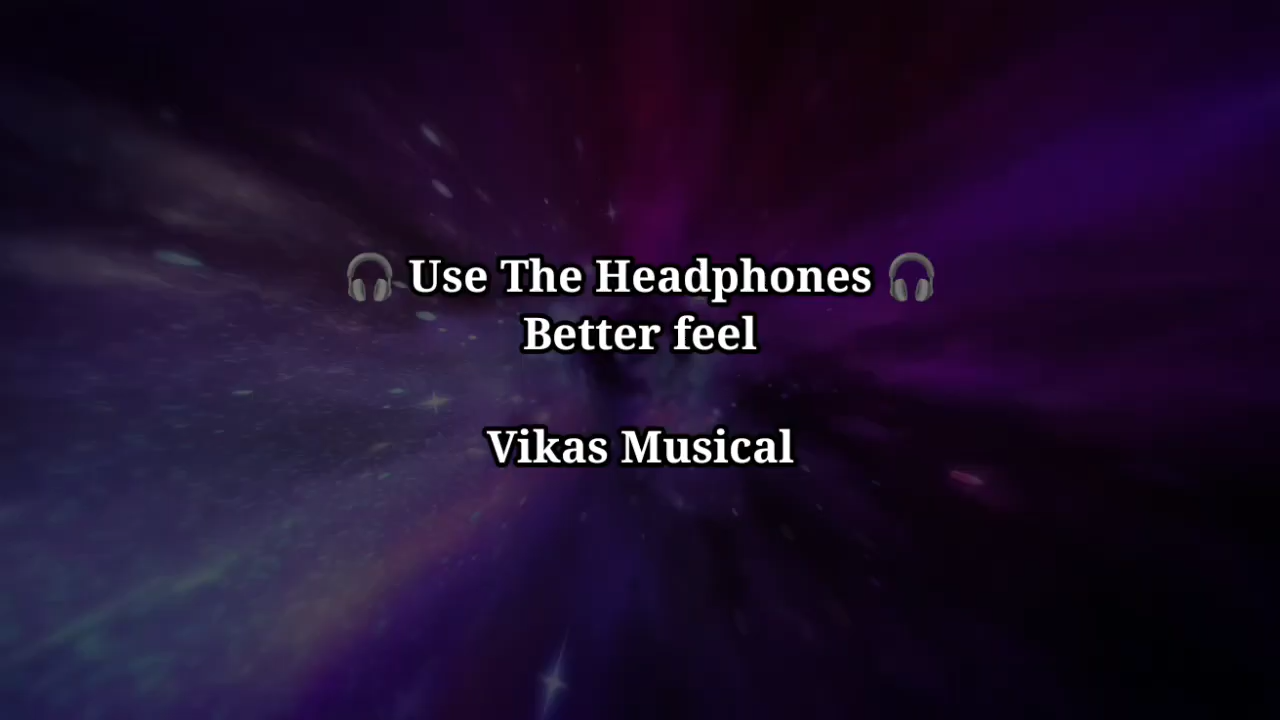 🎧 Use The Headphones 🎧
Better feel
Vikas Musical